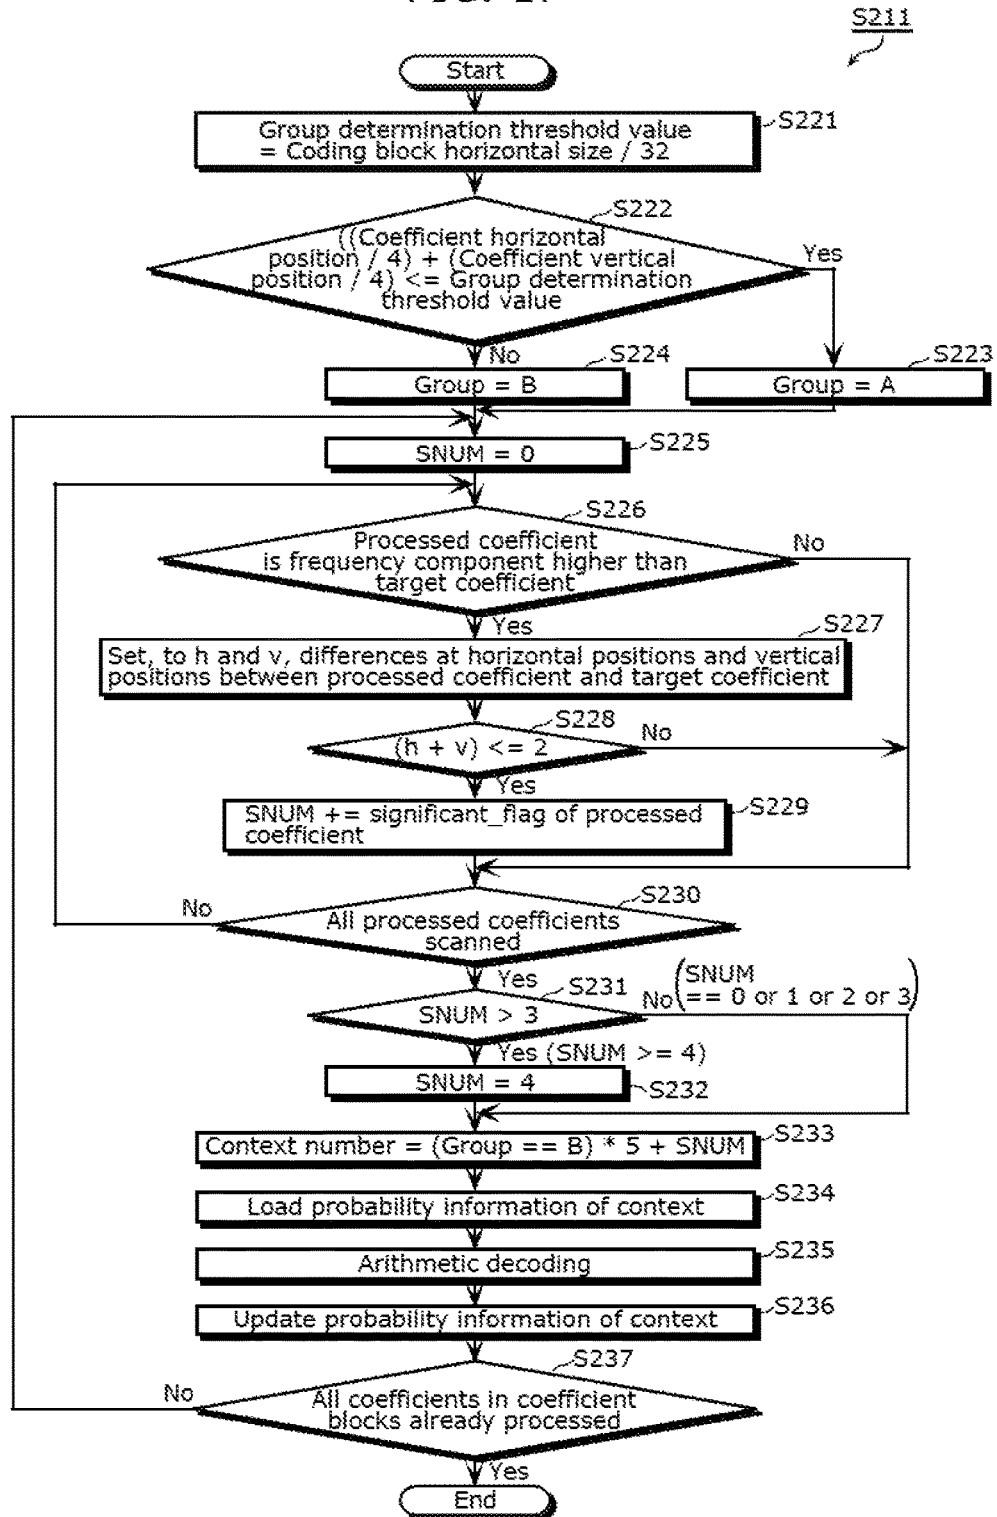 S211
Start
S221
Group determination threshold value
= Coding block horizontal size / 32
S222
((Coefficient horizontal
position / 4) + (Coefficient vertical
position / 4) <= Group determination
threshold value
Yes
No
S224
Group = B
S223
Group = A
SNUM = 0
S225
S226
Processed coefficient
is frequency component higher than
target coefficient
No
Yes
S227
Set, to h and v, differences at horizontal positions and vertical
positions between processed coefficient and target coefficient
S228
(h + v) <= 2
No
Yes
S229
SNUM += significant_flag of processed
coefficient
S230
All processed coefficients
scanned
No
Yes
S231
SNUM > 3
No (SNUM
== 0 or 1 or 2 or 3)
Yes (SNUM >= 4)
SNUM = 4
S232
S233
Context number = (Group == B) * 5 + SNUM
S234
Load probability information of context
S235
Arithmetic decoding
S236
Update probability information of context
S237
All coefficients in coefficient
blocks already processed
No
Yes
End